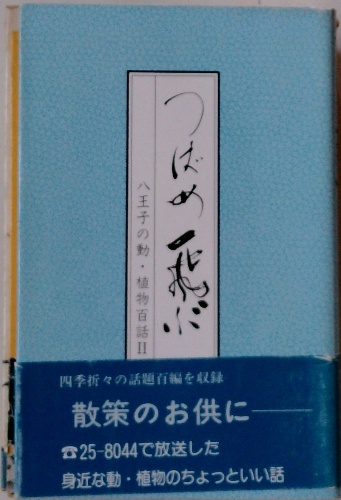 つばめ飛ぶ
八王子の動・植物百話II
四季折々の話題百編を収録
散策のお供に――
☎25-8044で放送した
身近な動・植物のちょっといい話